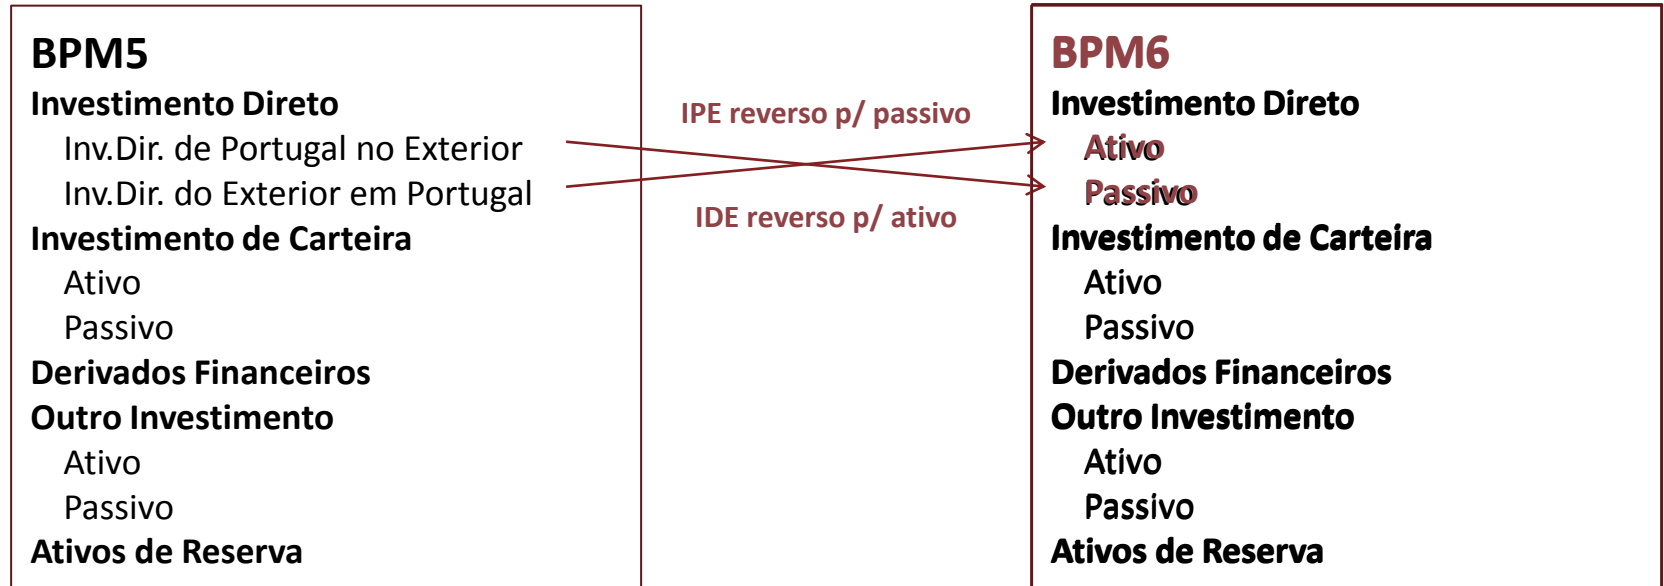 BPM5
Investimento Direto
Inv.Dir. de Portugal no Exterior
Inv.Dir. do Exterior em Portugal
Investimento de Carteira
Ativo
Passivo
Derivados Financeiros
Outro Investimento
Ativo
Passivo
Ativos de Reserva
IPE reverso p/ passivo
IDE reverso p/ ativo
BPM6
Investimento Direto
Ativo
Passivo
Investimento de Carteira
Ativo
Passivo
Derivados Financeiros
Outro Investimento
Ativo
Passivo
Ativos de Reserva